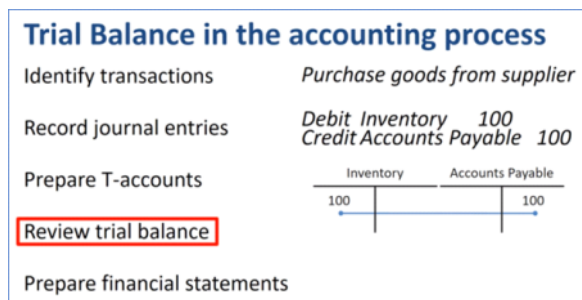 Trial Balance in the accounting process
Identify transactions
Purchase goods from supplier
Record journal entries
Debit Inventory 100
Credit Accounts Payable 100
Prepare T-accounts
Inventory
Accounts Payable
100
100
Review trial balance
Prepare financial statements